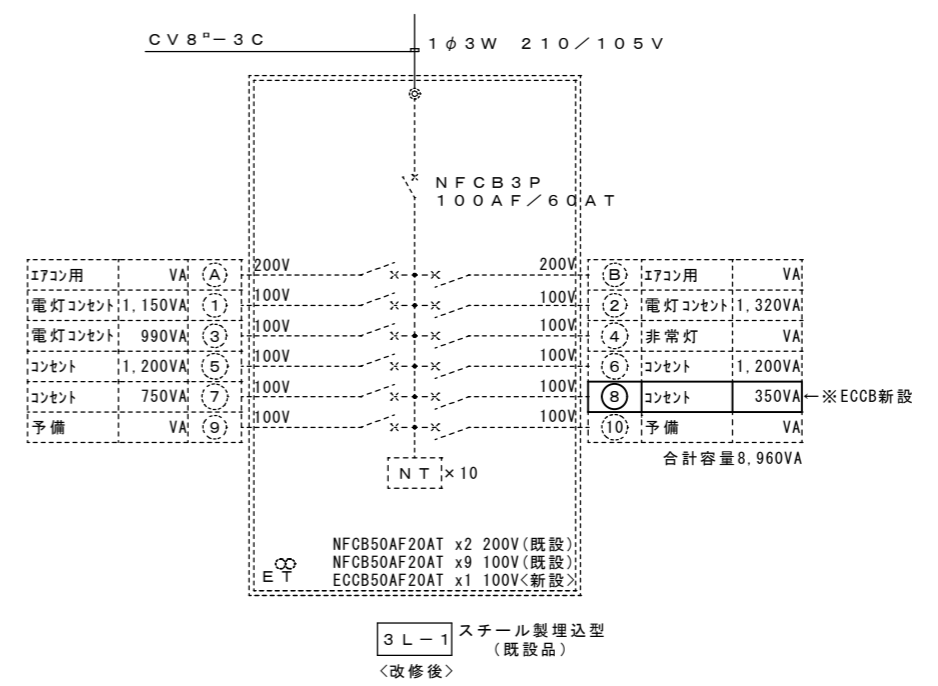 CV8□-3C
1φ3W 210/105V
NFCB3P
100AF/60AT
エアコン用 VA A 200V 200V B エアコン用 VA
電灯コンセント 1,150VA 1 100V 100V 2 電灯コンセント 1,320VA
電灯コンセント 990VA 3 100V 100V 4 非常灯 VA
コンセント 1,200VA 5 100V 100V 6 コンセント 1,200VA
コンセント 750VA 7 100V 100V 8 コンセント 350VA ←※ECCB新設
予備 VA 9 100V 100V 10 予備 VA
合計容量8,960VA
NT ×10
NFCB50AF20AT x2 200V(既設)
NFCB50AF20AT x9 100V(既設)
ECCB50AF20AT x1 100V<新設>
ET
3L-1 スチール製埋込型
(既設品)
<改修後>